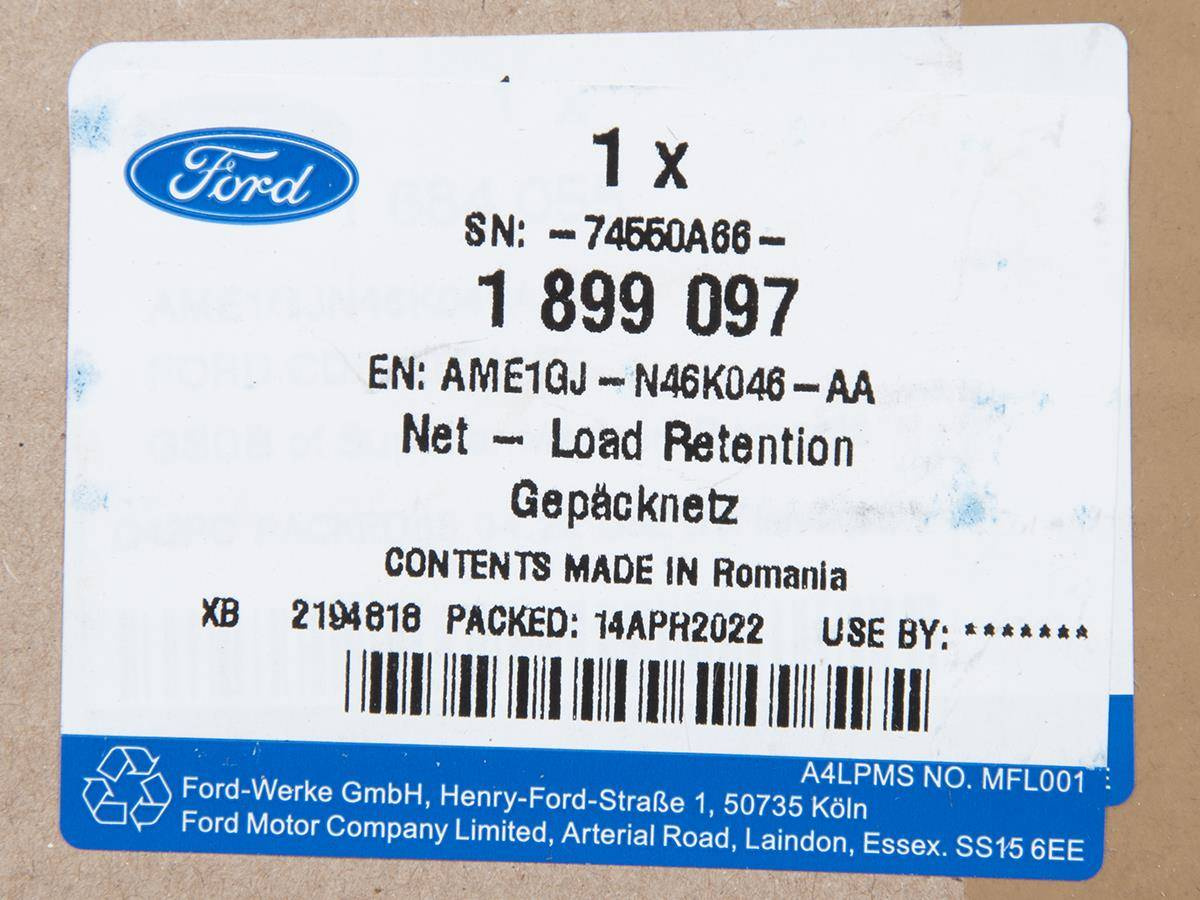 Ford
1 x
SN: -74550A66-
1 899 097
EN: AME1GJ - N46K046 - AA
Net - Load Retention
Gepäcknetz
CONTENTS MADE IN Romania
XB 2194818 PACKED: 14APR2022 USE BY: *******
A4LPMS NO. MFL001
Ford-Werke GmbH, Henry-Ford-Straße 1, 50735 Köln
Ford Motor Company Limited, Arterial Road, Laindon, Essex. SS15 6EE